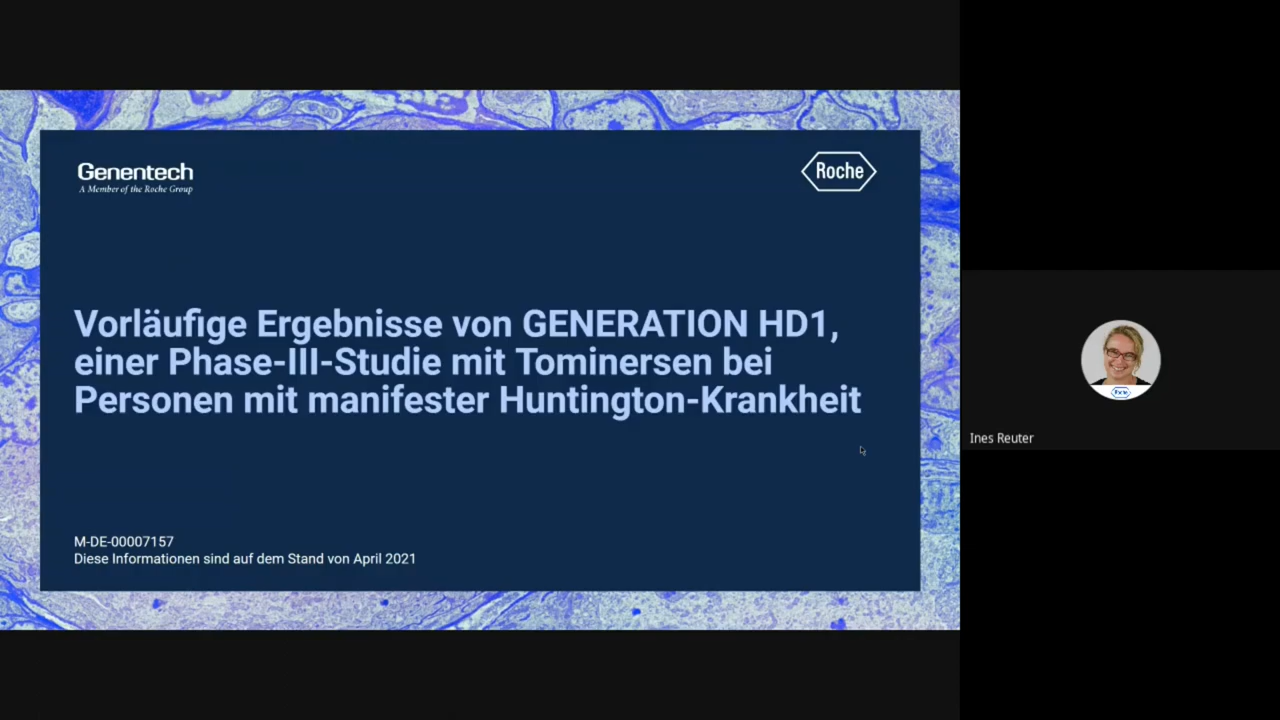 Genentech
A Member of the Roche Group
Roche
Vorläufige Ergebnisse von GENERATION HD1,
einer Phase-III-Studie mit Tominersen bei
Personen mit manifester Huntington-Krankheit
M-DE-00007157
Diese Informationen sind auf dem Stand von April 2021
Ines Reuter